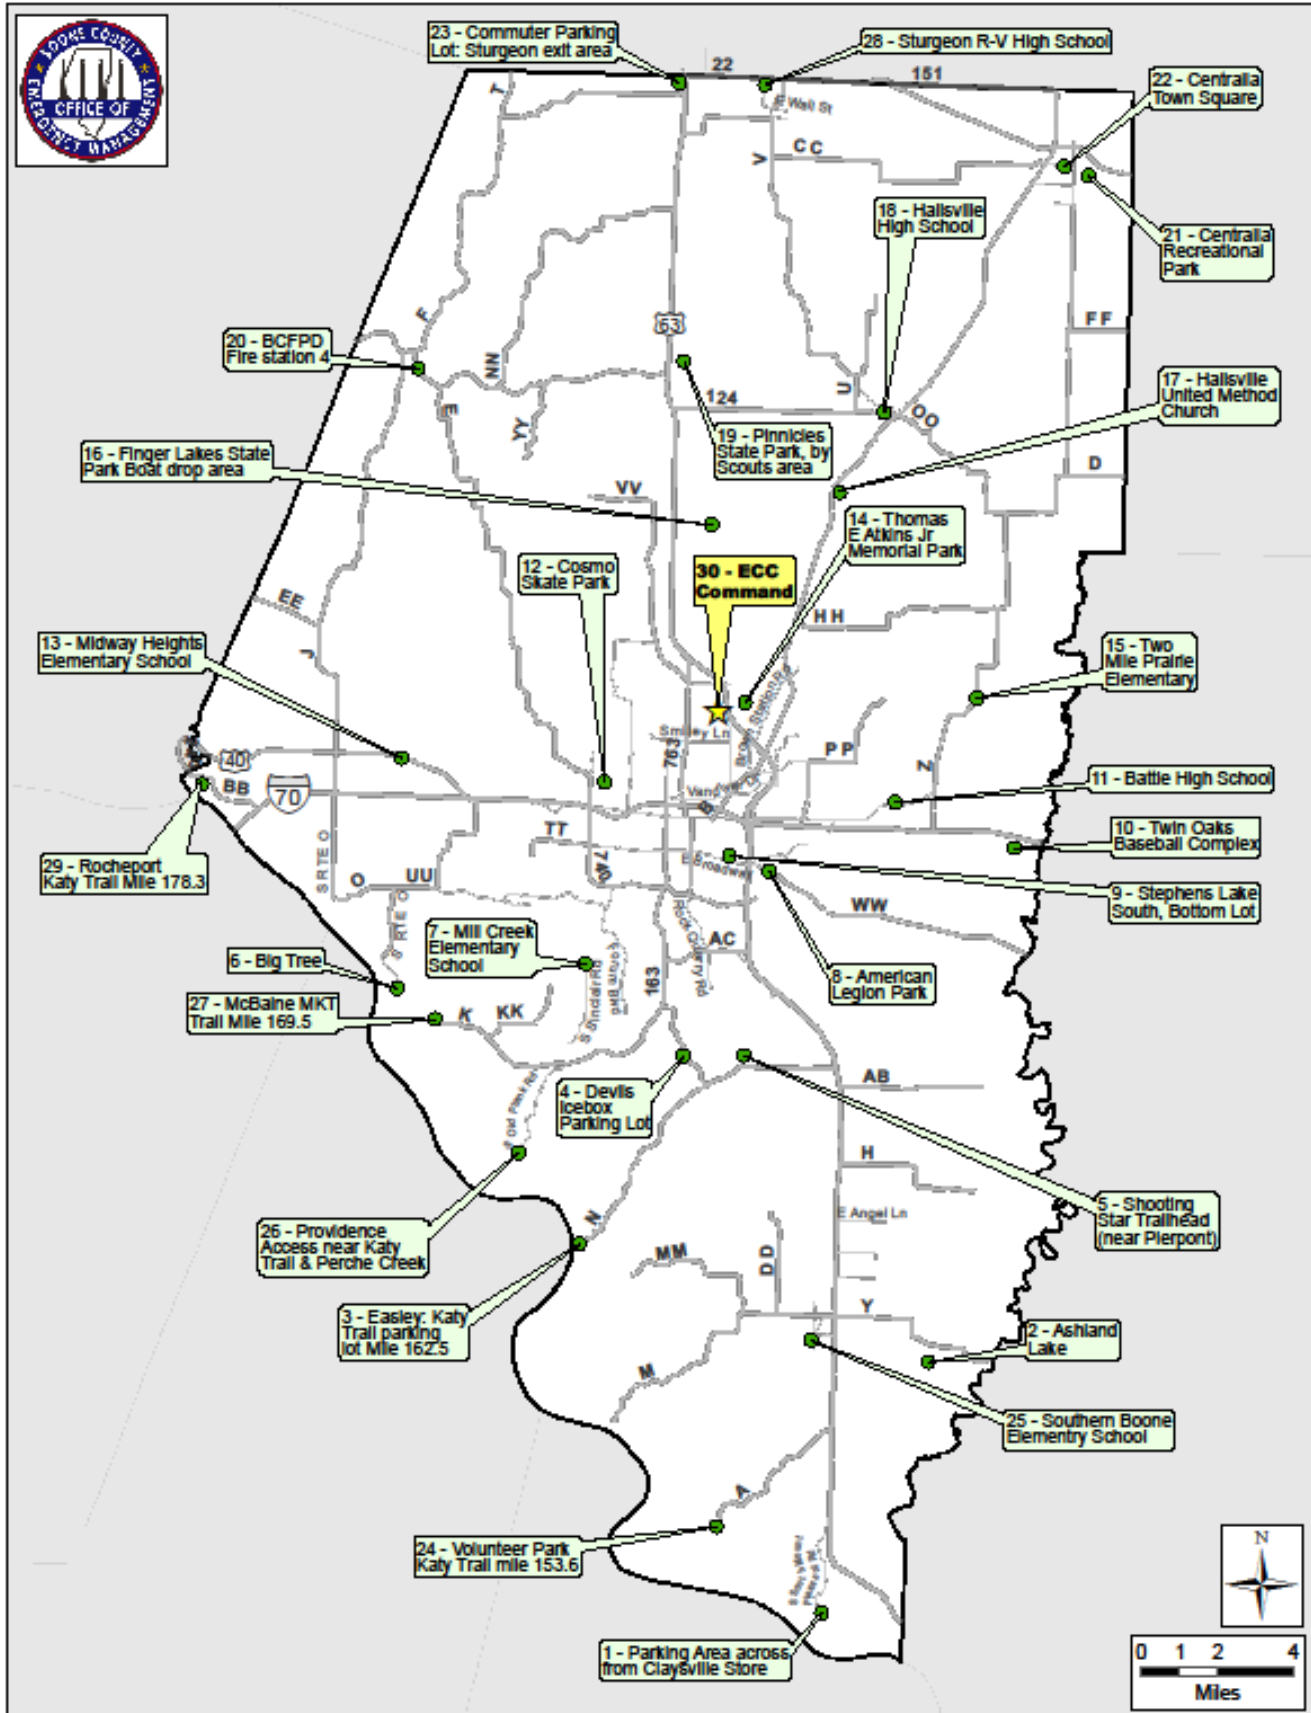 BOONE COUNTY
OFFICE OF
EMERGENCY MANAGEMENT
23 - Commuter Parking
Lot: Sturgeon exit area
28 - Sturgeon R-V High School
22 - Centralia
Town Square
21 - Centralia
Recreational
Park
18 - Hallsville
High School
20 - BCFPD
Fire station 4
17 - Hallsville
United Method
Church
19 - Pinnicles
State Park, by
Scouts area
16 - Finger Lakes State
Park Boat drop area
14 - Thomas
E Atkins Jr
Memorial Park
12 - Cosmo
Skate Park
30 - ECC
Command
13 - Midway Heights
Elementary School
15 - Two
Mile Prairie
Elementary
11 - Battle High School
10 - Twin Oaks
Baseball Complex
29 - Rocheport
Katy Trail Mile 178.3
9 - Stephens Lake
South, Bottom Lot
7 - Mill Creek
Elementary
School
6 - Big Tree
8 - American
Legion Park
27 - McBaine MKT
Trail Mile 169.5
4 - Devils
Icebox
Parking Lot
5 - Shooting
Star Trailhead
(near Pierpont)
26 - Providence
Access near Katy
Trail & Perche Creek
3 - Easley: Katy
Trail parking
lot Mile 162.5
2 - Ashland
Lake
25 - Southern Boone
Elementry School
24 - Volunteer Park
Katy Trail mile 153.6
1 - Parking Area across
from Claysville Store
22
151
T
E Wall St
V
CC
F
63
FF
NN
E
YY
124
U
OO
D
VV
EE
J
HH
Smiley Ln
763
PP
Z
40
BB
70
B
TT
740
E Broadway
WW
S RTE O
O
UU
S RTE O
AC
Rock Quarry Rd
163
S Sinclair Rd
K
KK
S Old Plank Rd
AB
H
E Angel Ln
N
MM
DD
Y
M
A
N
0 1 2 4
Miles